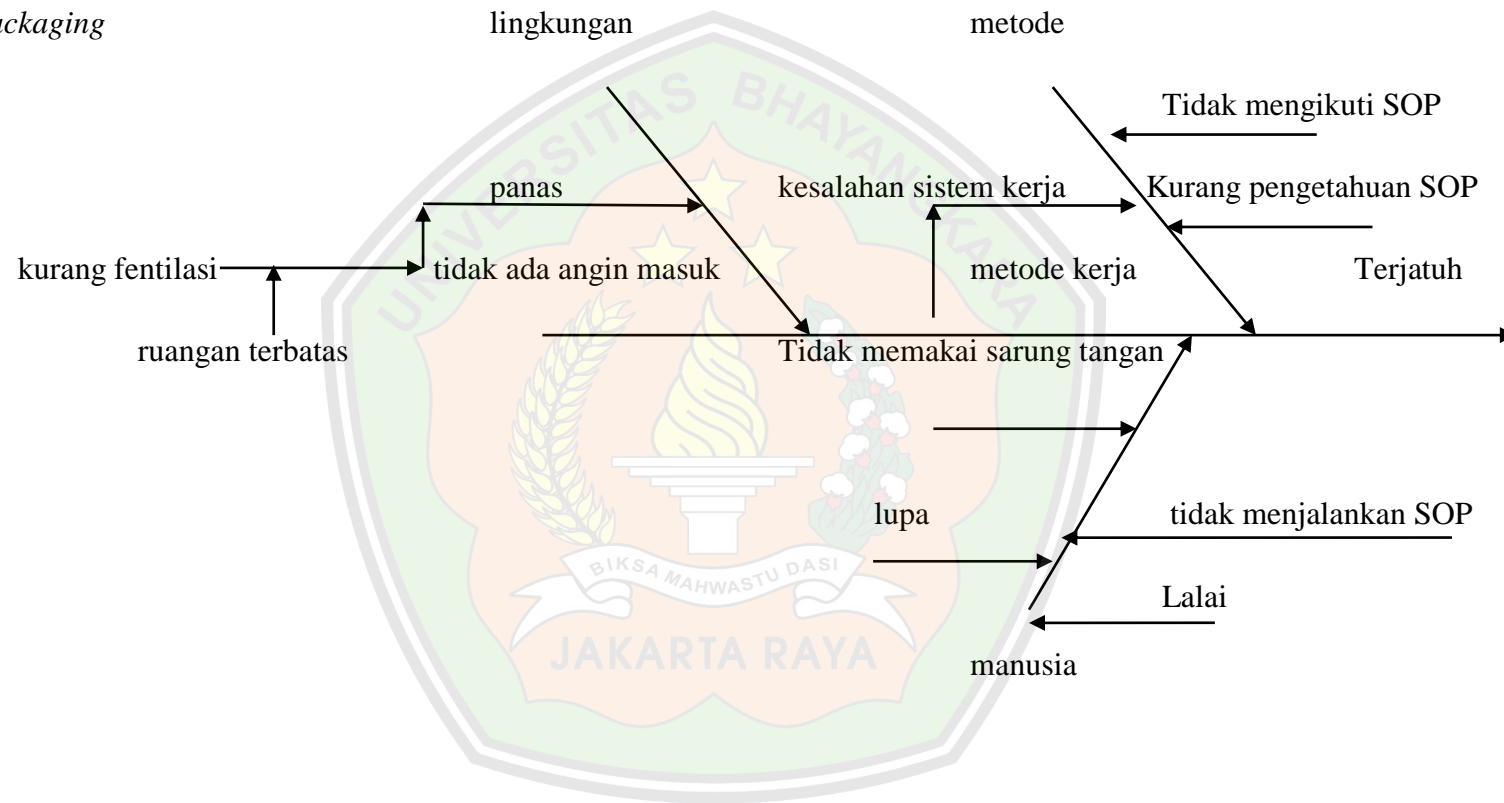 ckaging
lingkungan
metode
Tidak mengikuti SOP
panas
kesalahan sistem kerja
Kurang pengetahuan SOP
kurang fentilasi
tidak ada angin masuk
metode kerja
Terjatuh
ruangan terbatas
Tidak memakai sarung tangan
lupa
tidak menjalankan SOP
Lalai
manusia
UNIVERSITAS BHAYANGKARA
BIKSA MAHWASTU DASI
JAKARTA RAYA